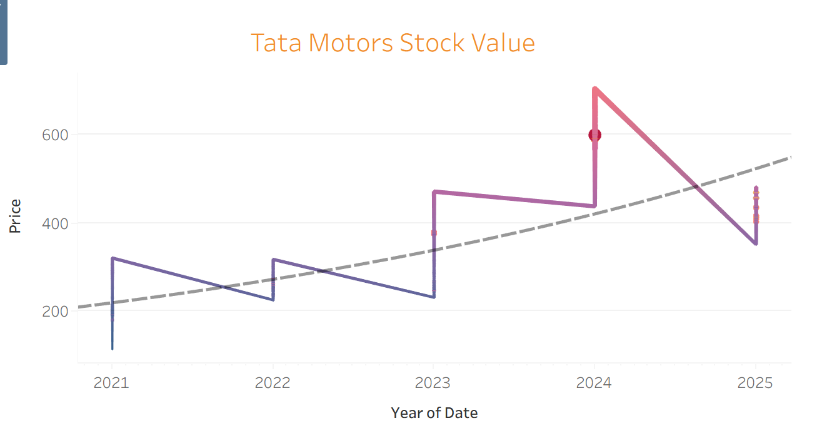 Tata Motors Stock Value
600
400
200
Price
2021 2022 2023 2024 2025
Year of Date